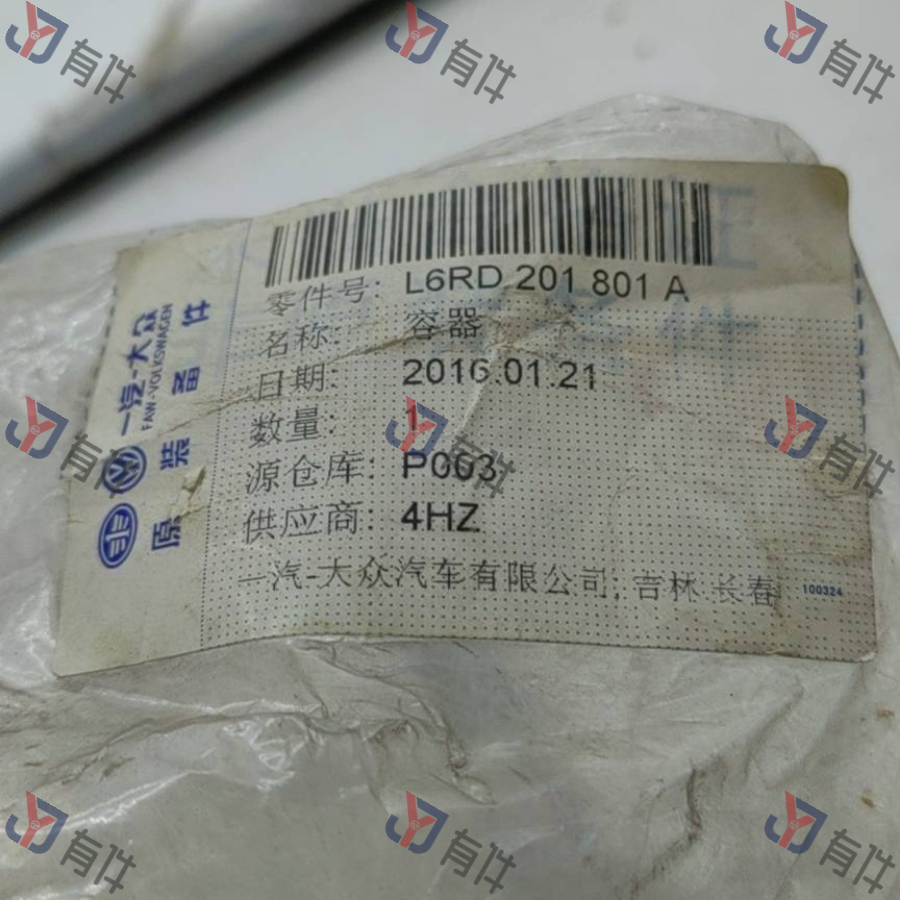 零件号: L6RD 201 801 A
名称: 容器
日期: 2016.01.21
数量: 1
源仓库: P003
供应商: 4HZ
一汽-大众汽车有限公司, 吉林 长春
100324
一汽-大众
FAW-VOLKSWAGEN
原装备件
有件
有件
有件
有件
有件
有件
有件
有件
有件